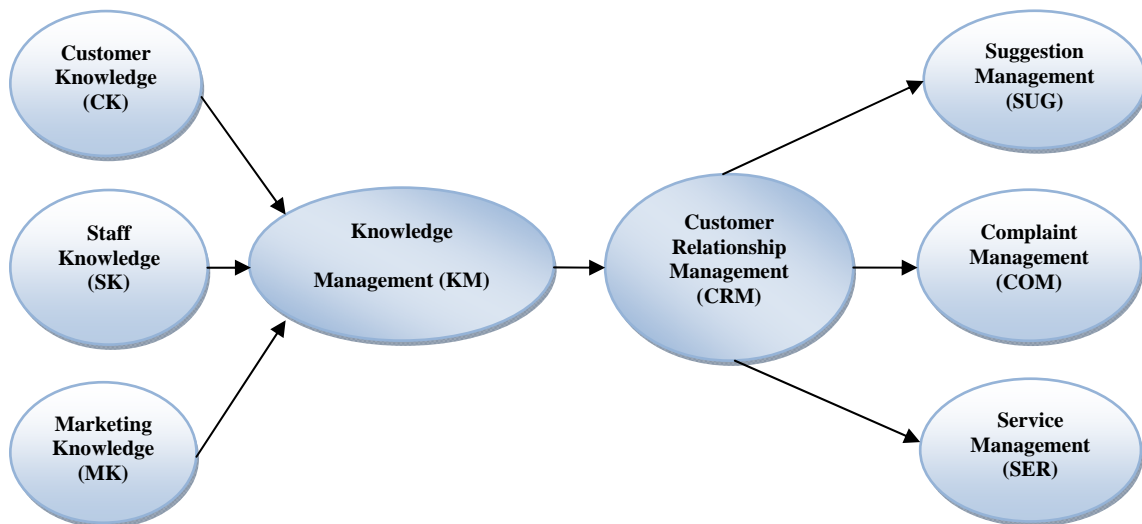 Customer
Knowledge
(CK)
Staff
Knowledge
(SK)
Marketing
Knowledge
(MK)
Knowledge
Management (KM)
Customer
Relationship
Management
(CRM)
Suggestion
Management
(SUG)
Complaint
Management
(COM)
Service
Management
(SER)